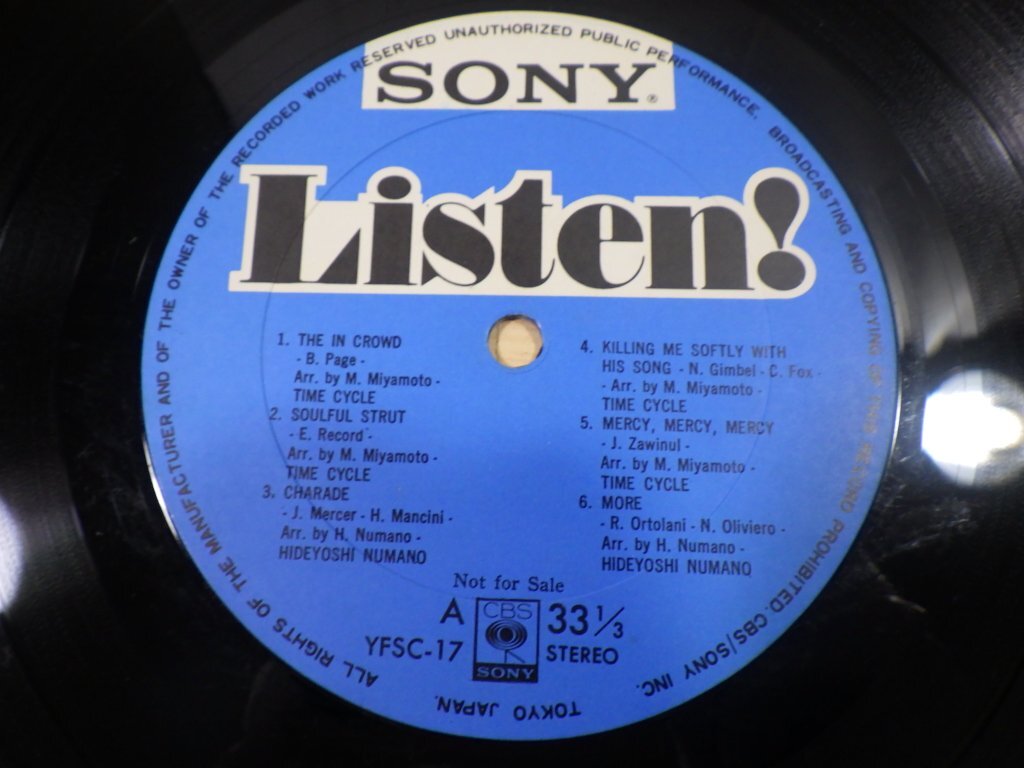 SONY®
Listen!
1. THE IN CROWD
- B. Page -
Arr. by M. Miyamoto -
TIME CYCLE
2. SOULFUL STRUT
- E. Record -
Arr. by M. Miyamoto -
TIME CYCLE
3. CHARADE
- J. Mercer - H. Mancini -
Arr. by H. Numano -
HIDEYOSHI NUMANO
4. KILLING ME SOFTLY WITH
HIS SONG - N. Gimbel - C. Fox -
- Arr. by M. Miyamoto -
TIME CYCLE
5. MERCY, MERCY, MERCY
- J. Zawinul -
Arr. by M. Miyamoto -
TIME CYCLE
6. MORE
- R. Ortolani - N. Oliviero -
Arr. by H. Numano -
HIDEYOSHI NUMANO
Not for Sale
A
YFSC-17
CBS
SONY
33 1/3
STEREO
ALL RIGHTS OF THE MANUFACTURER AND OF THE OWNER OF THE RECORDED WORK RESERVED UNAUTHORIZED PUBLIC PERFORMANCE, BROADCASTING AND COPYING OF THE RECORD PROHIBITED. CBS/SONY INC.
TOKYO JAPAN.